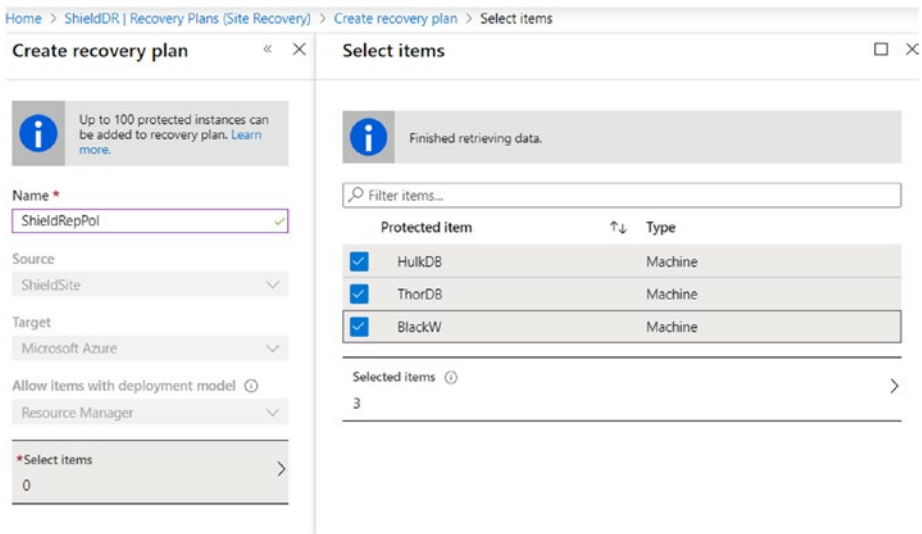 Home > ShieldDR | Recovery Plans (Site Recovery) > Create recovery plan > Select items
Create recovery plan
Up to 100 protected instances can
be added to recovery plan. Learn
more.
Name *
ShieldRepPol
Source
ShieldSite
Target
Microsoft Azure
Allow items with deployment model
Resource Manager
*Select items
0
Select items
Finished retrieving data.
Filter items...
Protected item Type
HulkDB Machine
ThorDB Machine
BlackW Machine
Selected items
3